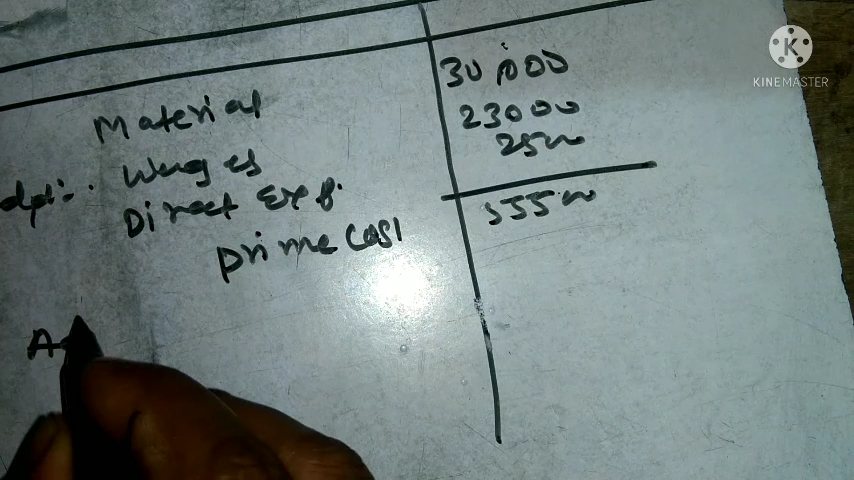 Material 30,000
Wages 23000
Direct Exp. 2500
Prime Cost 55500
A
K
KINEMASTER